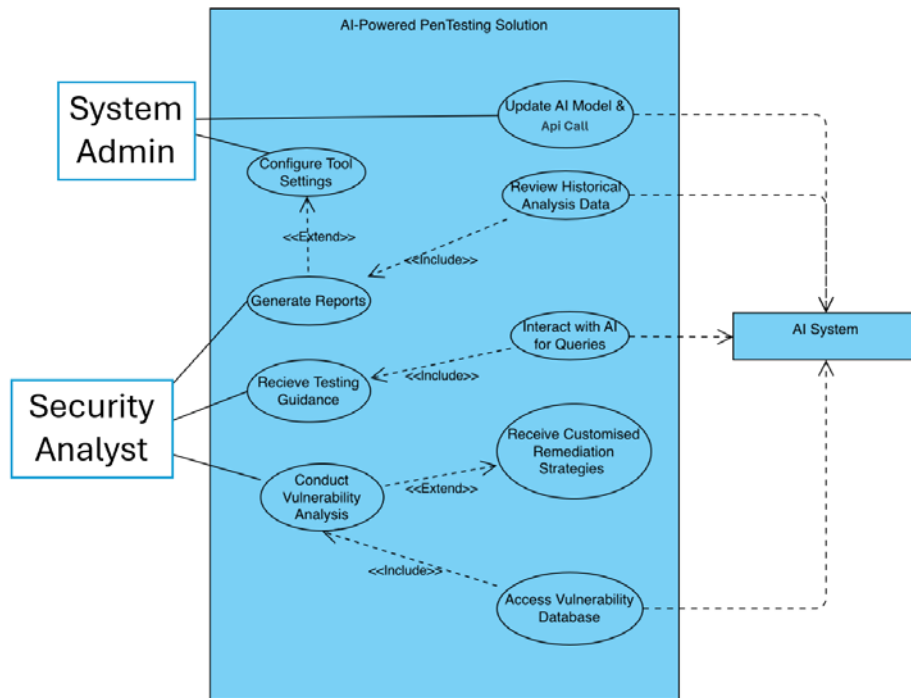 AI-Powered PenTesting Solution
System
Admin
Update AI Model &
Api Call
Configure Tool
Settings
Review Historical
Analysis Data
<<Extend>>
<<Include>>
Generate Reports
Interact with AI
for Queries
AI System
<<Include>>
Recieve Testing
Guidance
Security
Analyst
Receive Customised
Remediation
Strategies
Conduct
Vulnerability
Analysis
<<Extend>>
<<Include>>
Access Vulnerability
Database